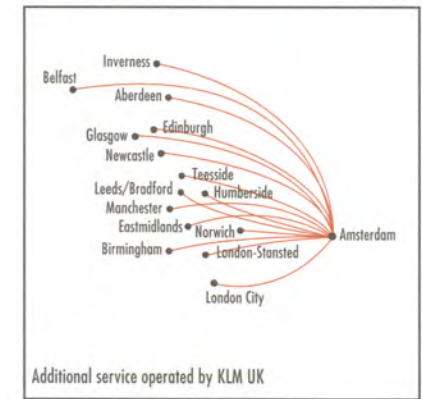 Inverness
Belfast
Aberdeen
Edinburgh
Glasgow
Newcastle
Teesside
Leeds/Bradford
Humberside
Manchester
Eastmidlands
Norwich
Amsterdam
Birmingham
London-Stansted
London City
Additional service operated by KLM UK